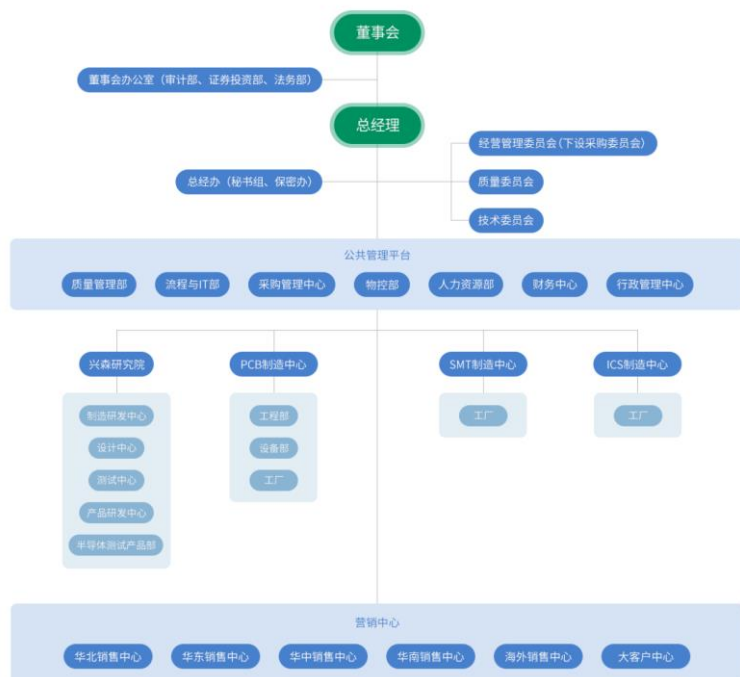 董事会
董事会办公室（审计部、证券投资部、法务部）
总经理
经营管理委员会(下设采购委员会)
总经办（秘书组、保密办）
质量委员会
技术委员会
公共管理平台
质量管理部 流程与IT部 采购管理中心 物控部 人力资源部 财务中心 行政管理中心
兴森研究院 PCB制造中心 SMT制造中心 ICS制造中心
制造研发中心 工程部 工厂 工厂
设计中心 设备部
测试中心 工厂
产品研发中心
半导体测试产品部
营销中心
华北销售中心 华东销售中心 华中销售中心 华南销售中心 海外销售中心 大客户中心